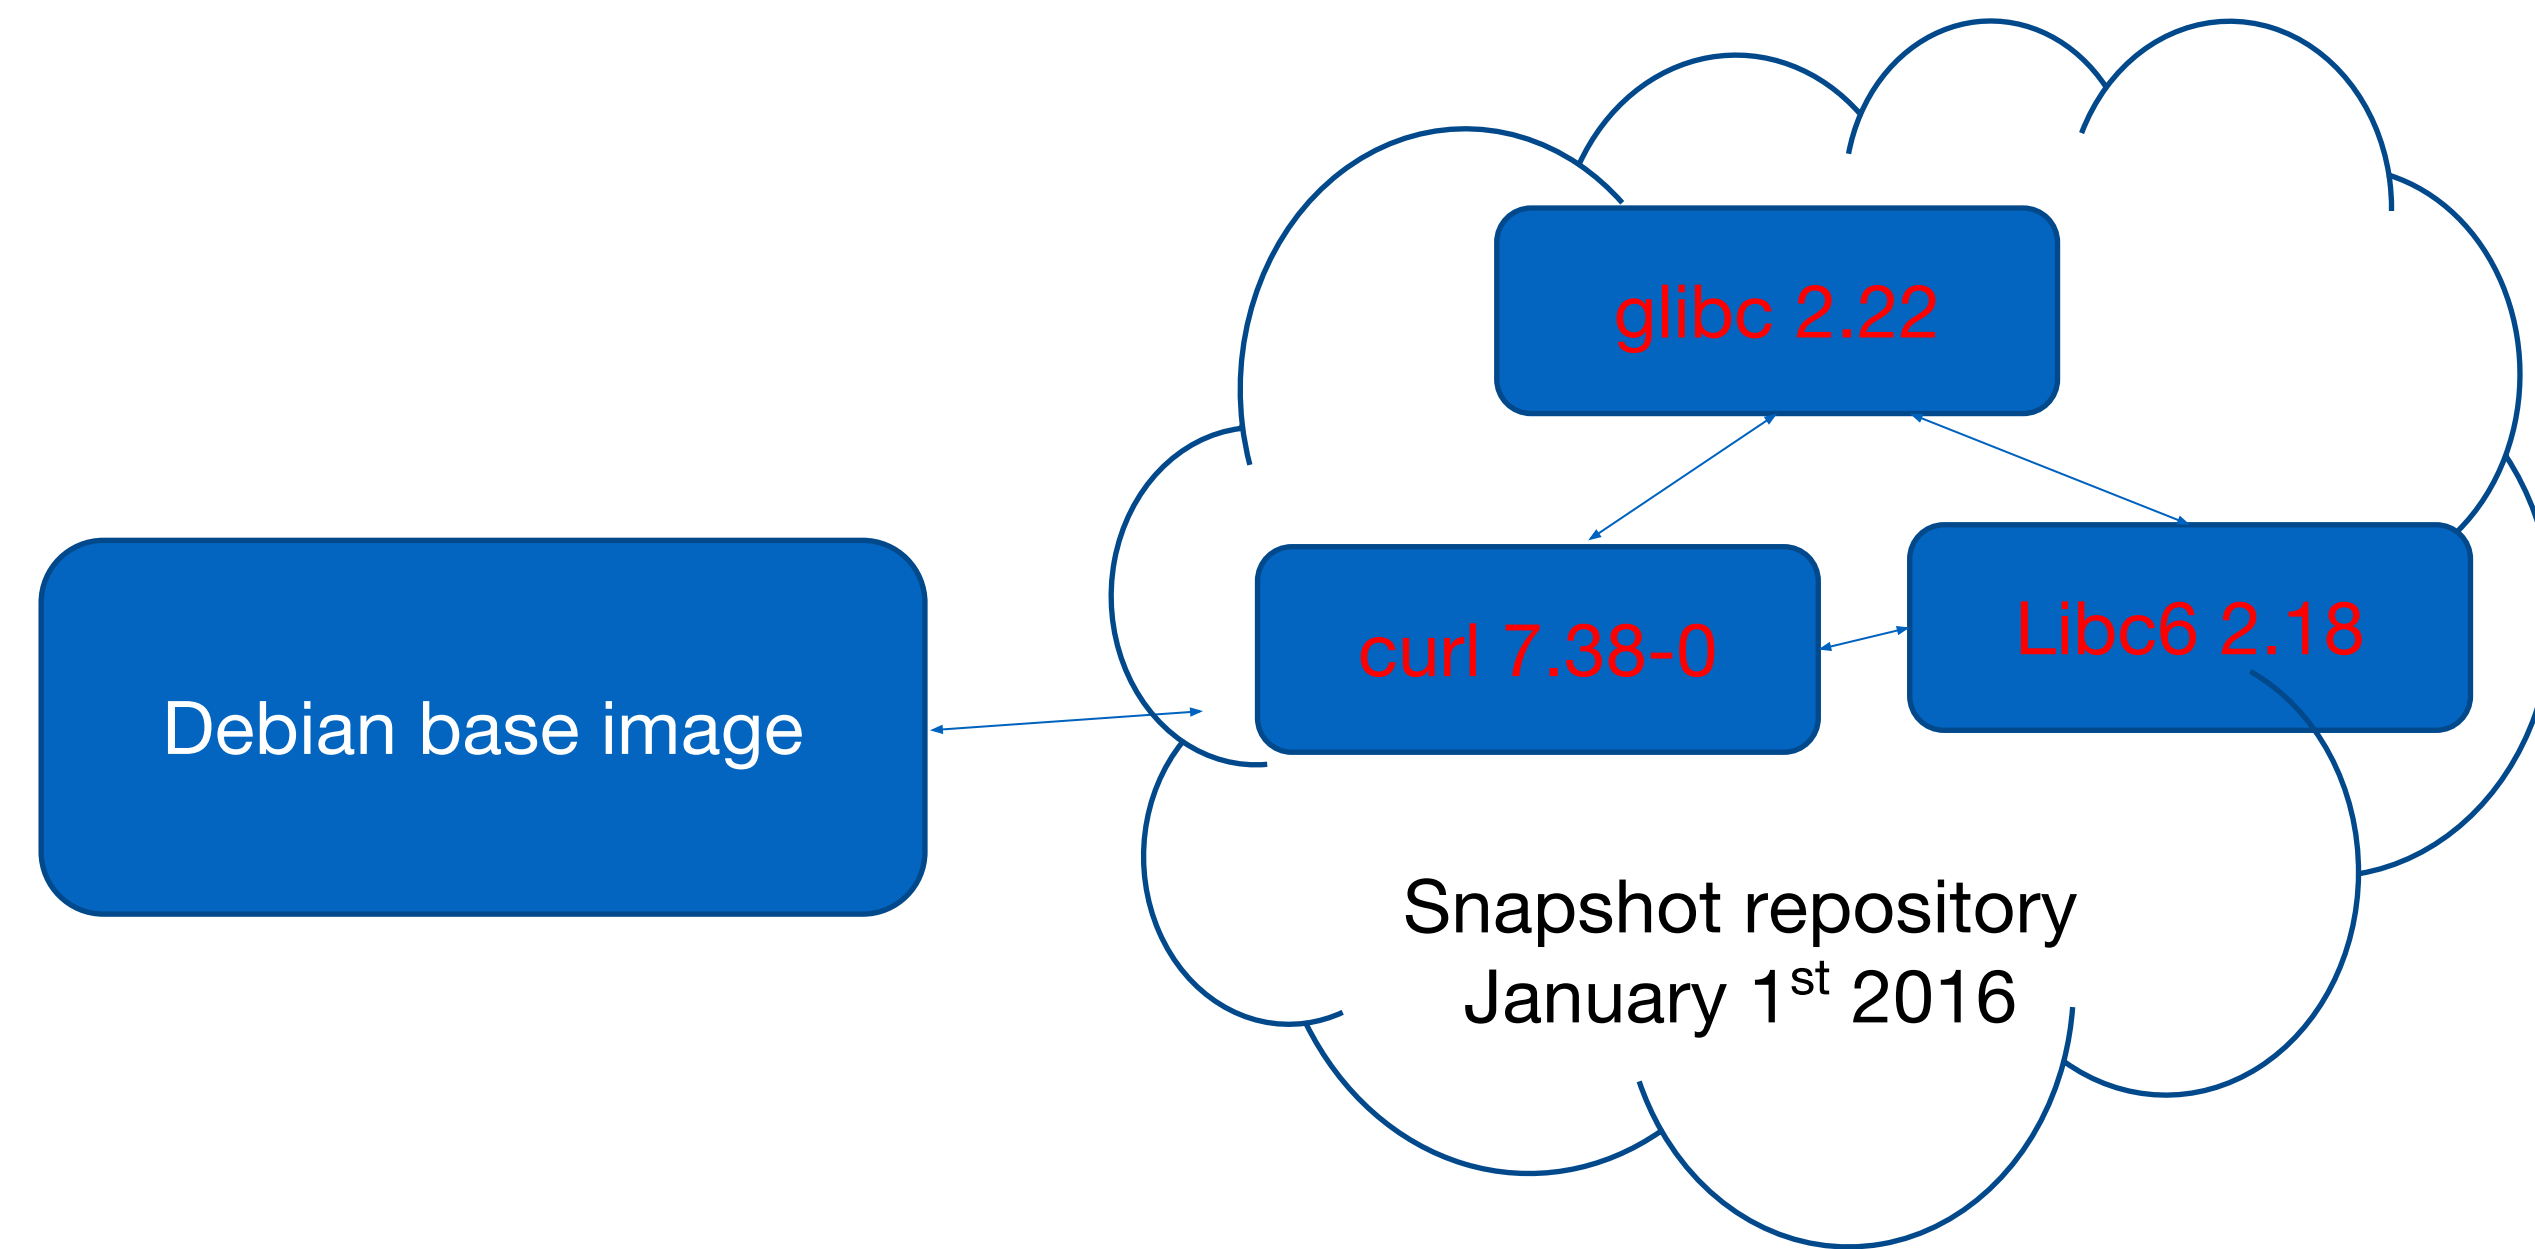 glibc 2.22
curl 7.38-0
Libc6 2.18
Debian base image
Snapshot repository
January 1st 2016